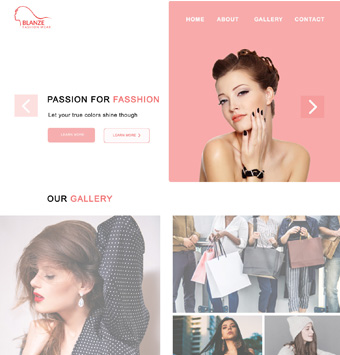 BLANZE
HOME ABOUT GALLERY CONTACT
PASSION FOR FASSHION
Let your true colors shine though
LEARN MORE
LEARN MORE >
OUR GALLERY